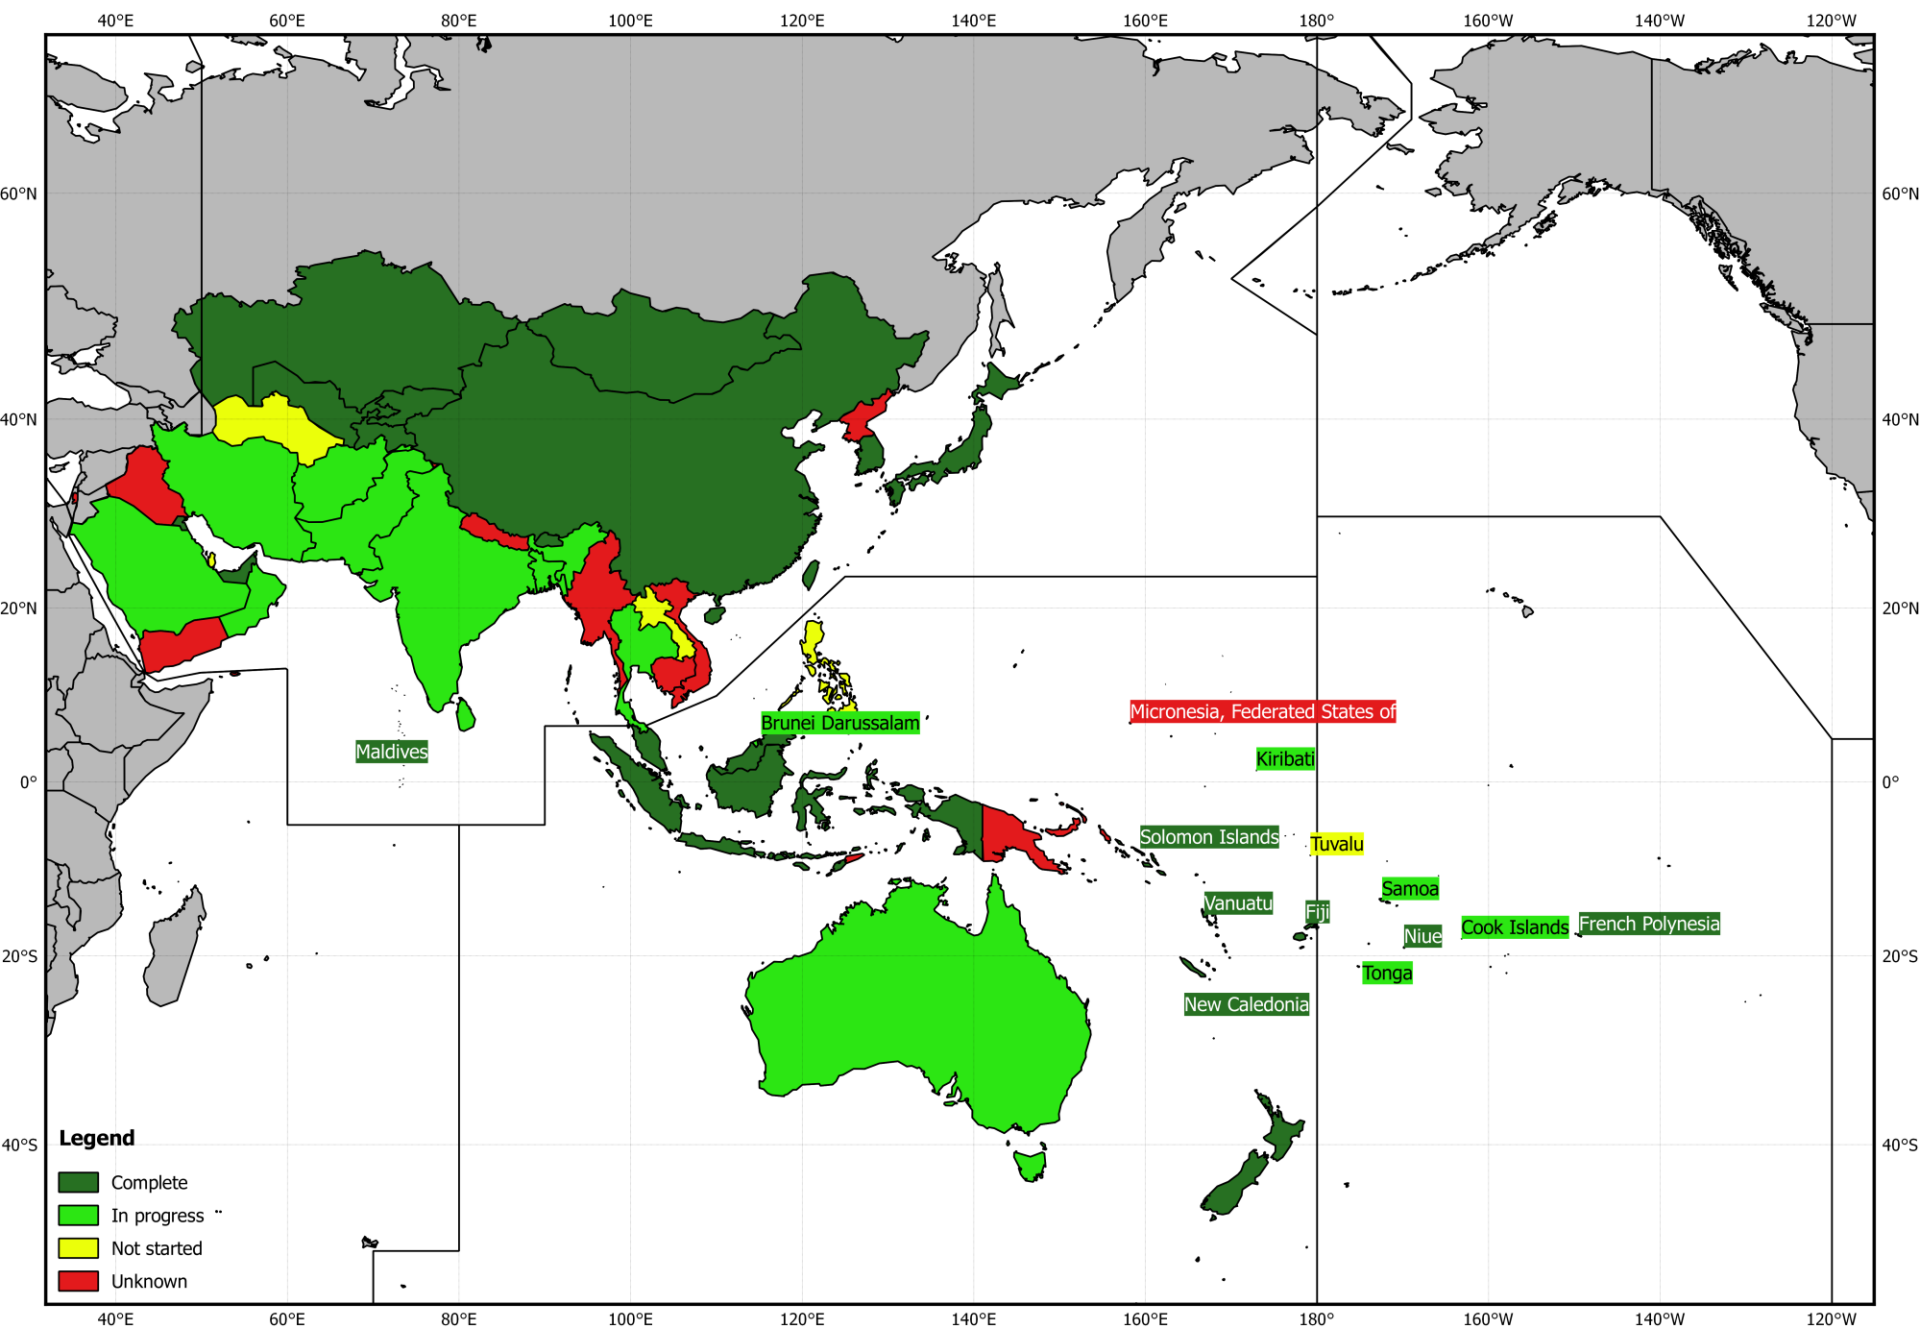 40°E 60°E 80°E 100°E 120°E 140°E 160°E 180° 160°W 140°W 120°W
60°N 60°N
40°N 40°N
20°N 20°N
Micronesia, Federated States of
Brunei Darussalam
Maldives
Kiribati
0° 0°
Solomon Islands
Tuvalu
Samoa
Vanuatu
Fiji
Cook Islands
French Polynesia
Niue
20°S 20°S
Tonga
New Caledonia
Legend
40°S 40°S
Complete
In progress
Not started
Unknown
40°E 60°E 80°E 100°E 120°E 140°E 160°E 180° 160°W 140°W 120°W